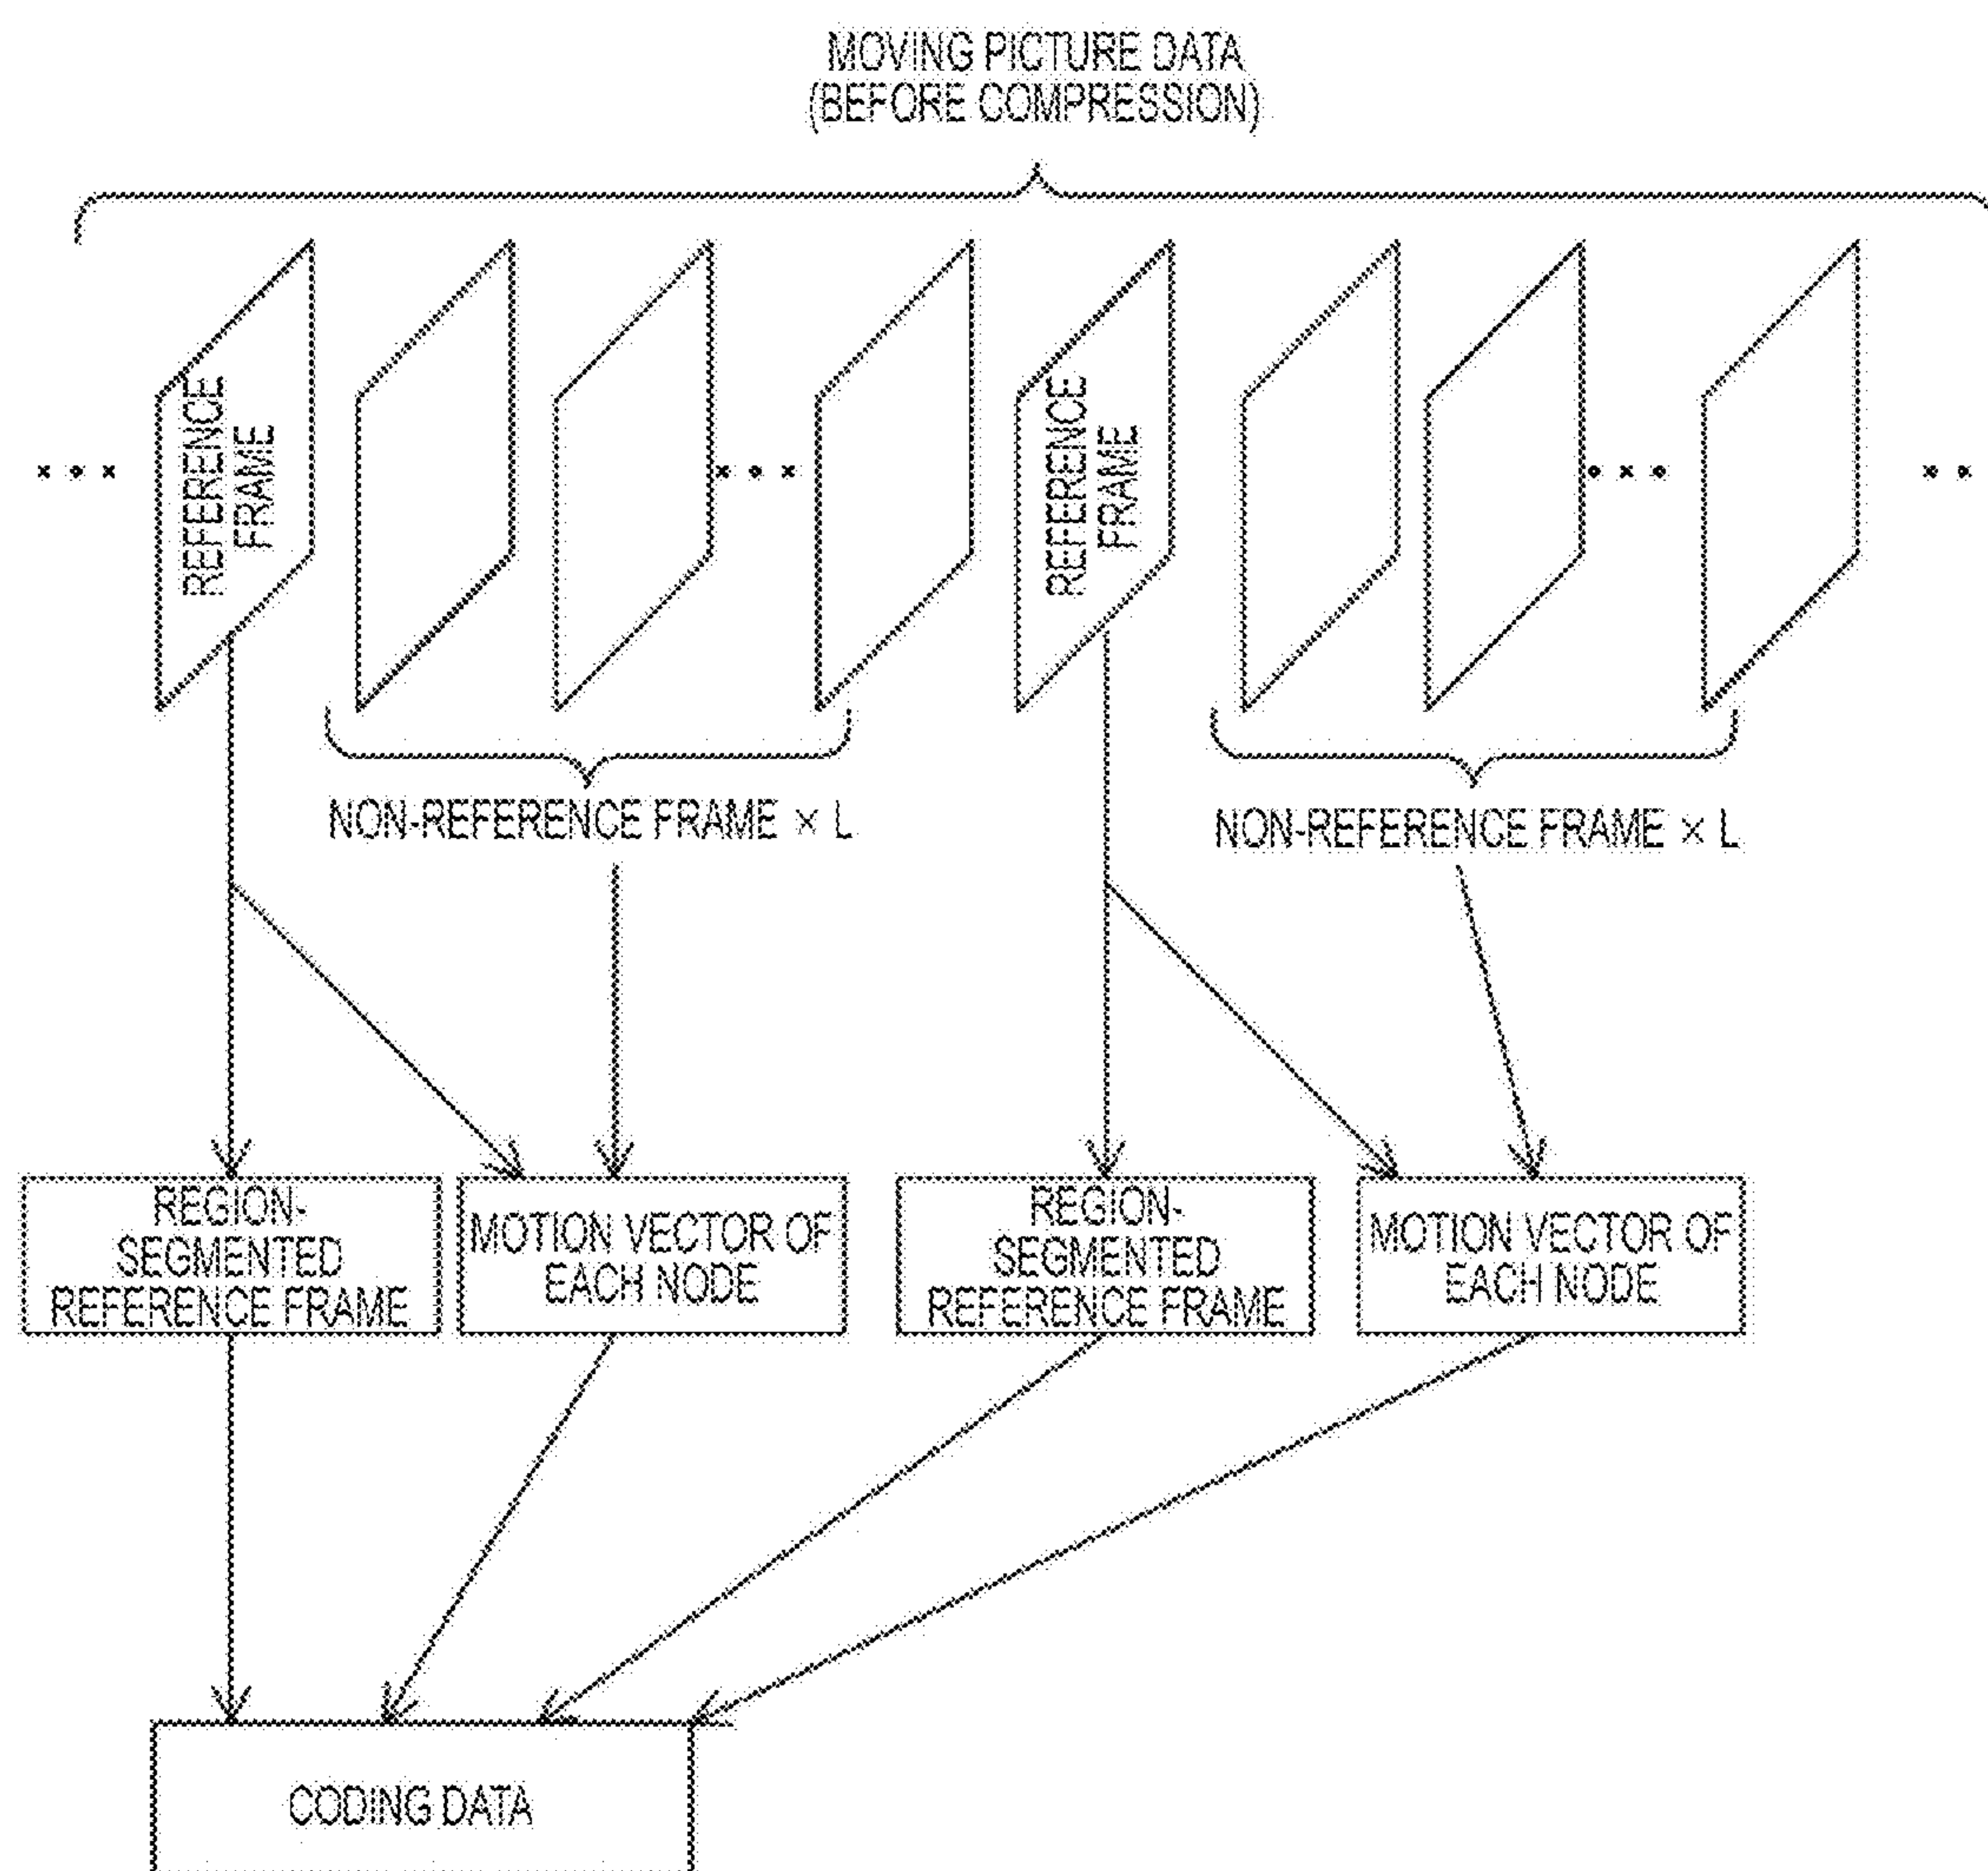 MOVING PICTURE DATA
(BEFORE COMPRESSION)
REFERENCE
FRAME
REFERENCE
FRAME
NON-REFERENCE FRAME × L
NON-REFERENCE FRAME × L
REGION-
SEGMENTED
REFERENCE FRAME
MOTION VECTOR OF
EACH NODE
REGION-
SEGMENTED
REFERENCE FRAME
MOTION VECTOR OF
EACH NODE
CODING DATA